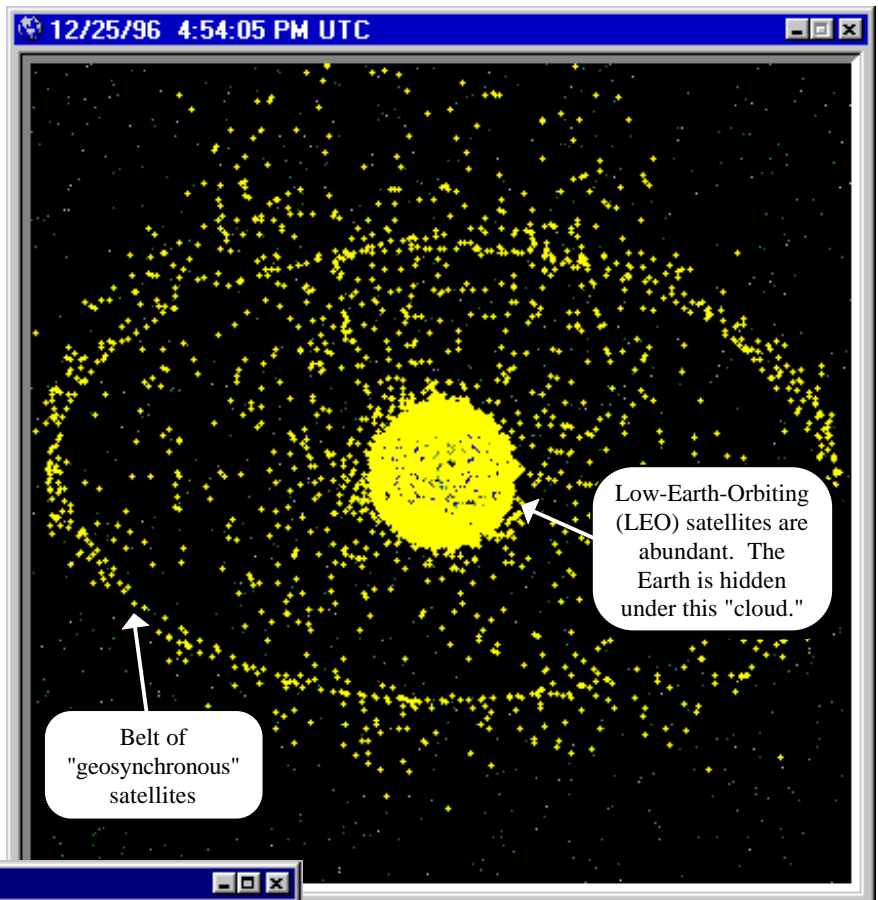 12/25/96 4:54:05 PM UTC
Low-Earth-Orbiting
(LEO) satellites are
abundant. The
Earth is hidden
under this "cloud."
Belt of
"geosynchronous"
satellites